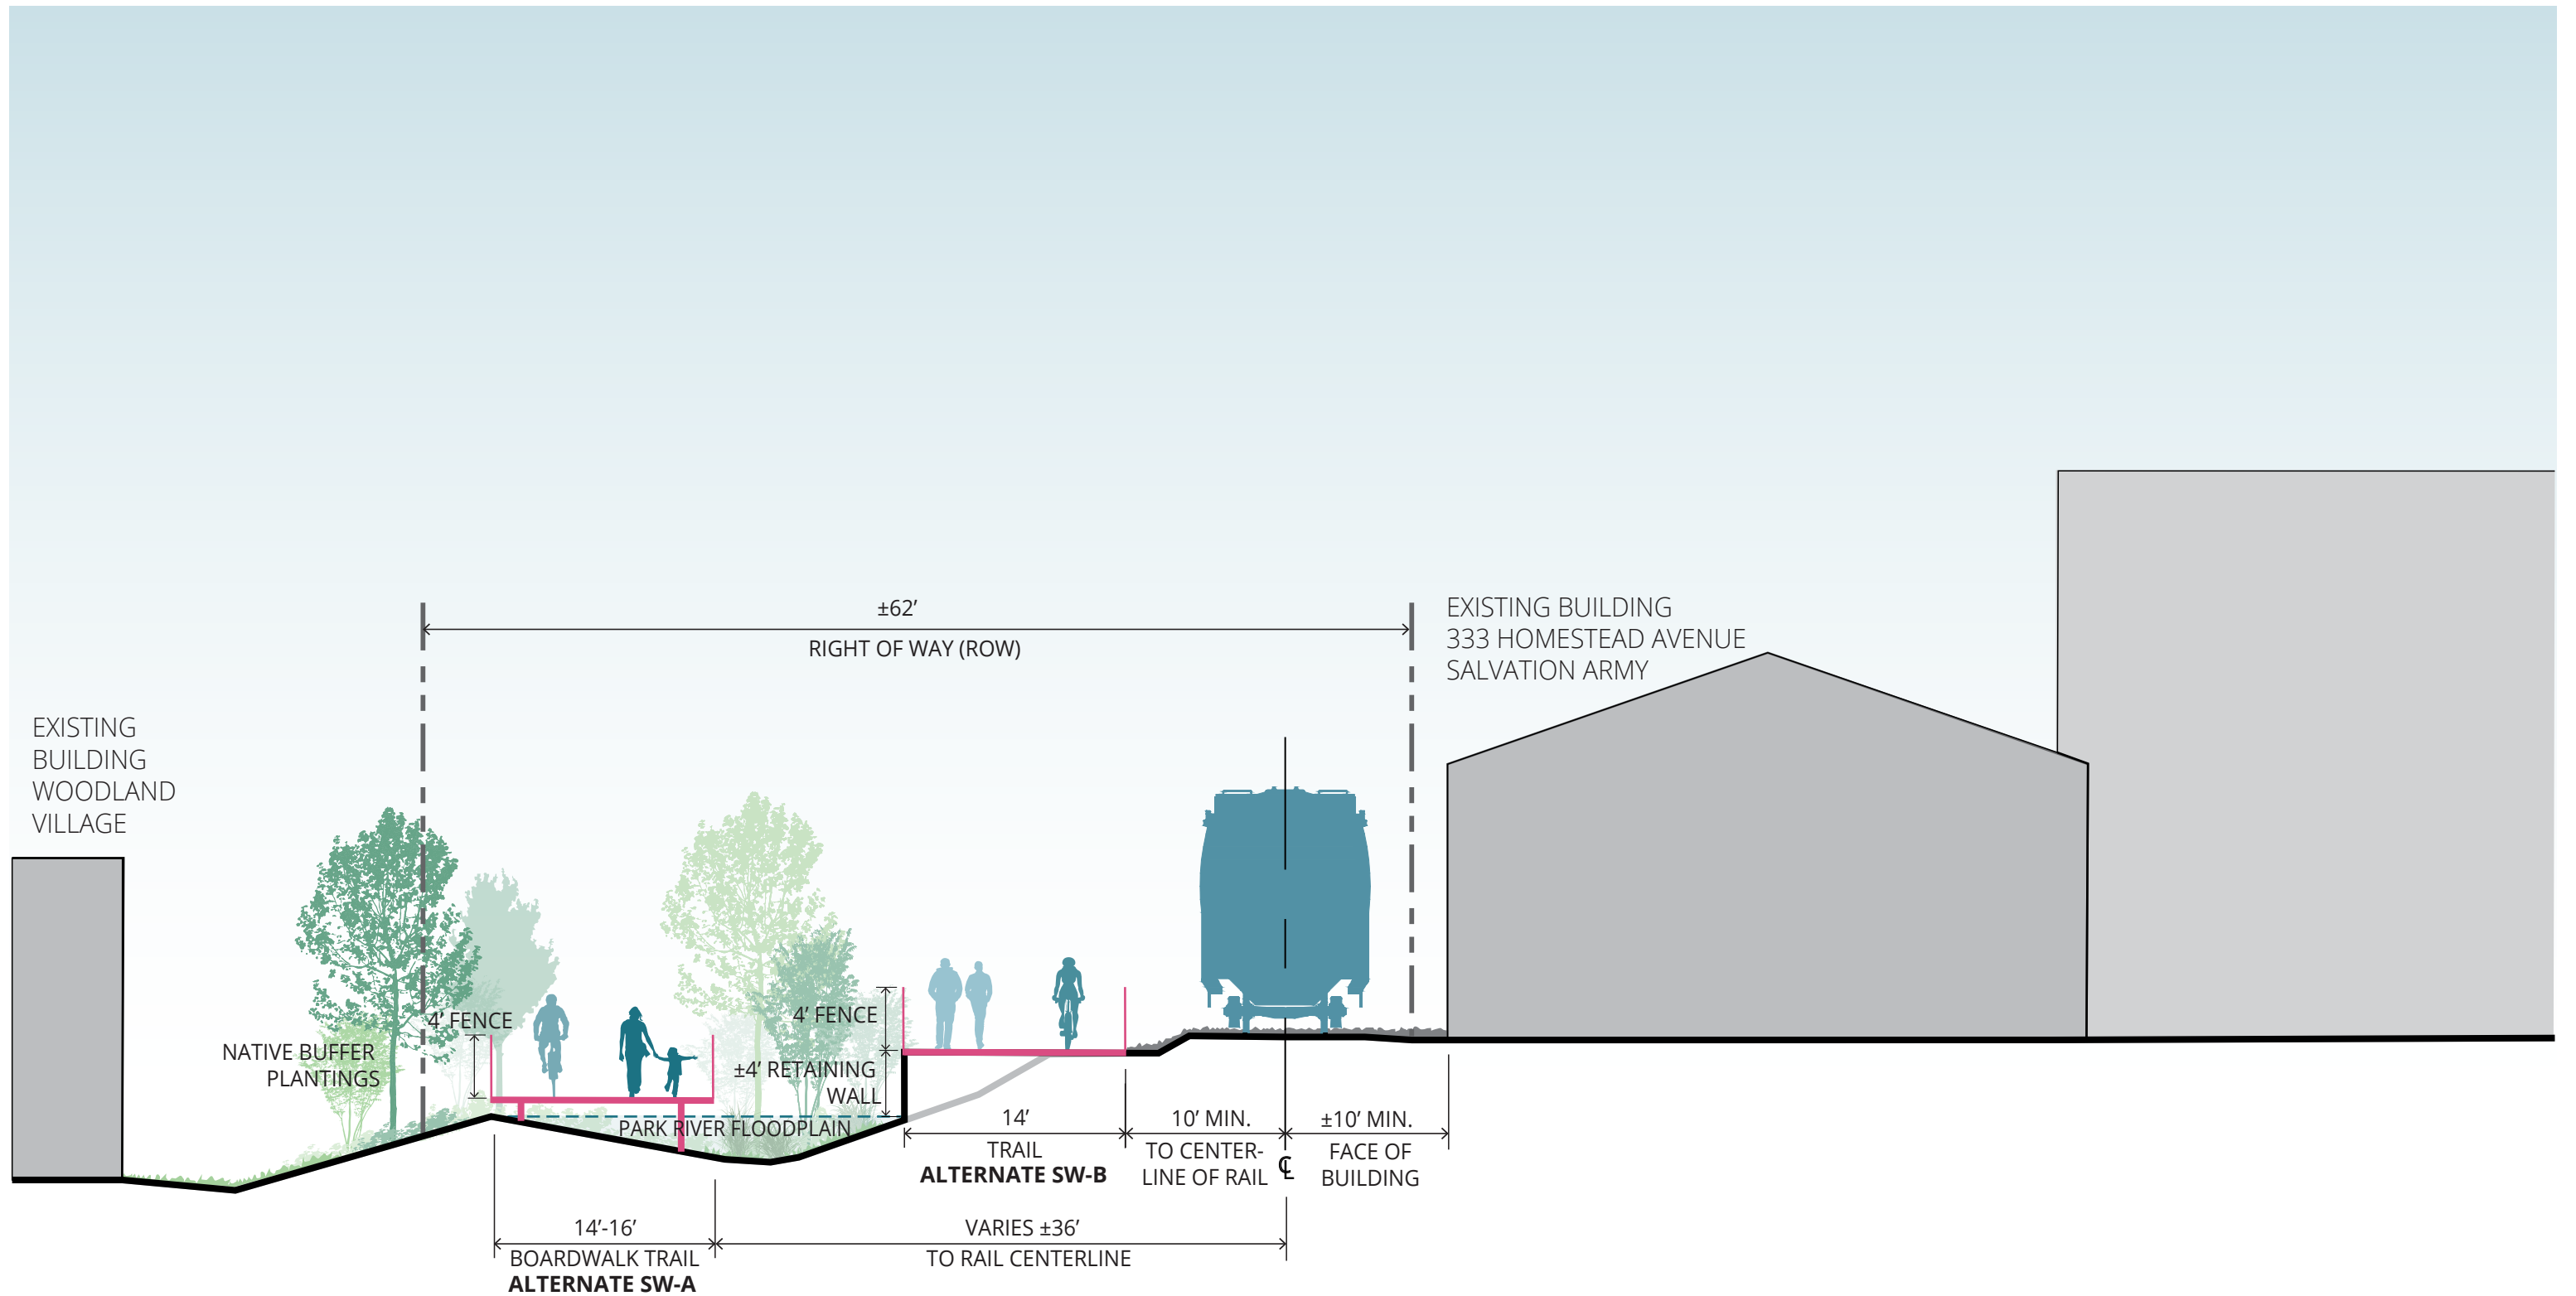 ±62’
RIGHT OF WAY (ROW)
EXISTING BUILDING
333 HOMESTEAD AVENUE
SALVATION ARMY
EXISTING
BUILDING
WOODLAND
VILLAGE
4’ FENCE
NATIVE BUFFER
PLANTINGS
4’ FENCE
±4’ RETAINING
WALL
PARK RIVER FLOODPLAIN
14’
TRAIL
ALTERNATE SW-B
10’ MIN.
TO CENTER-
LINE OF RAIL
℄
±10’ MIN.
FACE OF
BUILDING
14’-16’
BOARDWALK TRAIL
ALTERNATE SW-A
VARIES ±36’
TO RAIL CENTERLINE